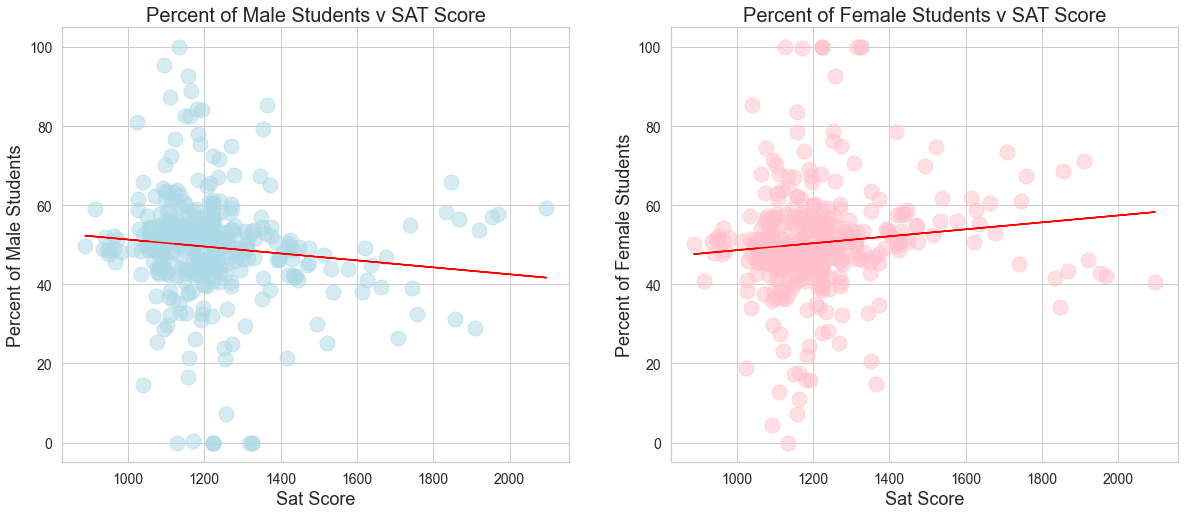 Percent of Male Students v SAT Score
Percent of Male Students
100
80
60
40
20
0
1000 1200 1400 1600 1800 2000
Sat Score
Percent of Female Students v SAT Score
Percent of Female Students
100
80
60
40
20
0
1000 1200 1400 1600 1800 2000
Sat Score